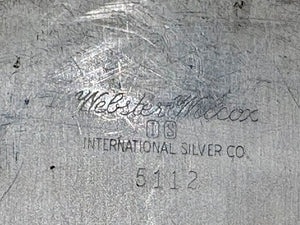 Webster-Wilcox
IS
INTERNATIONAL SILVER CO.
5112